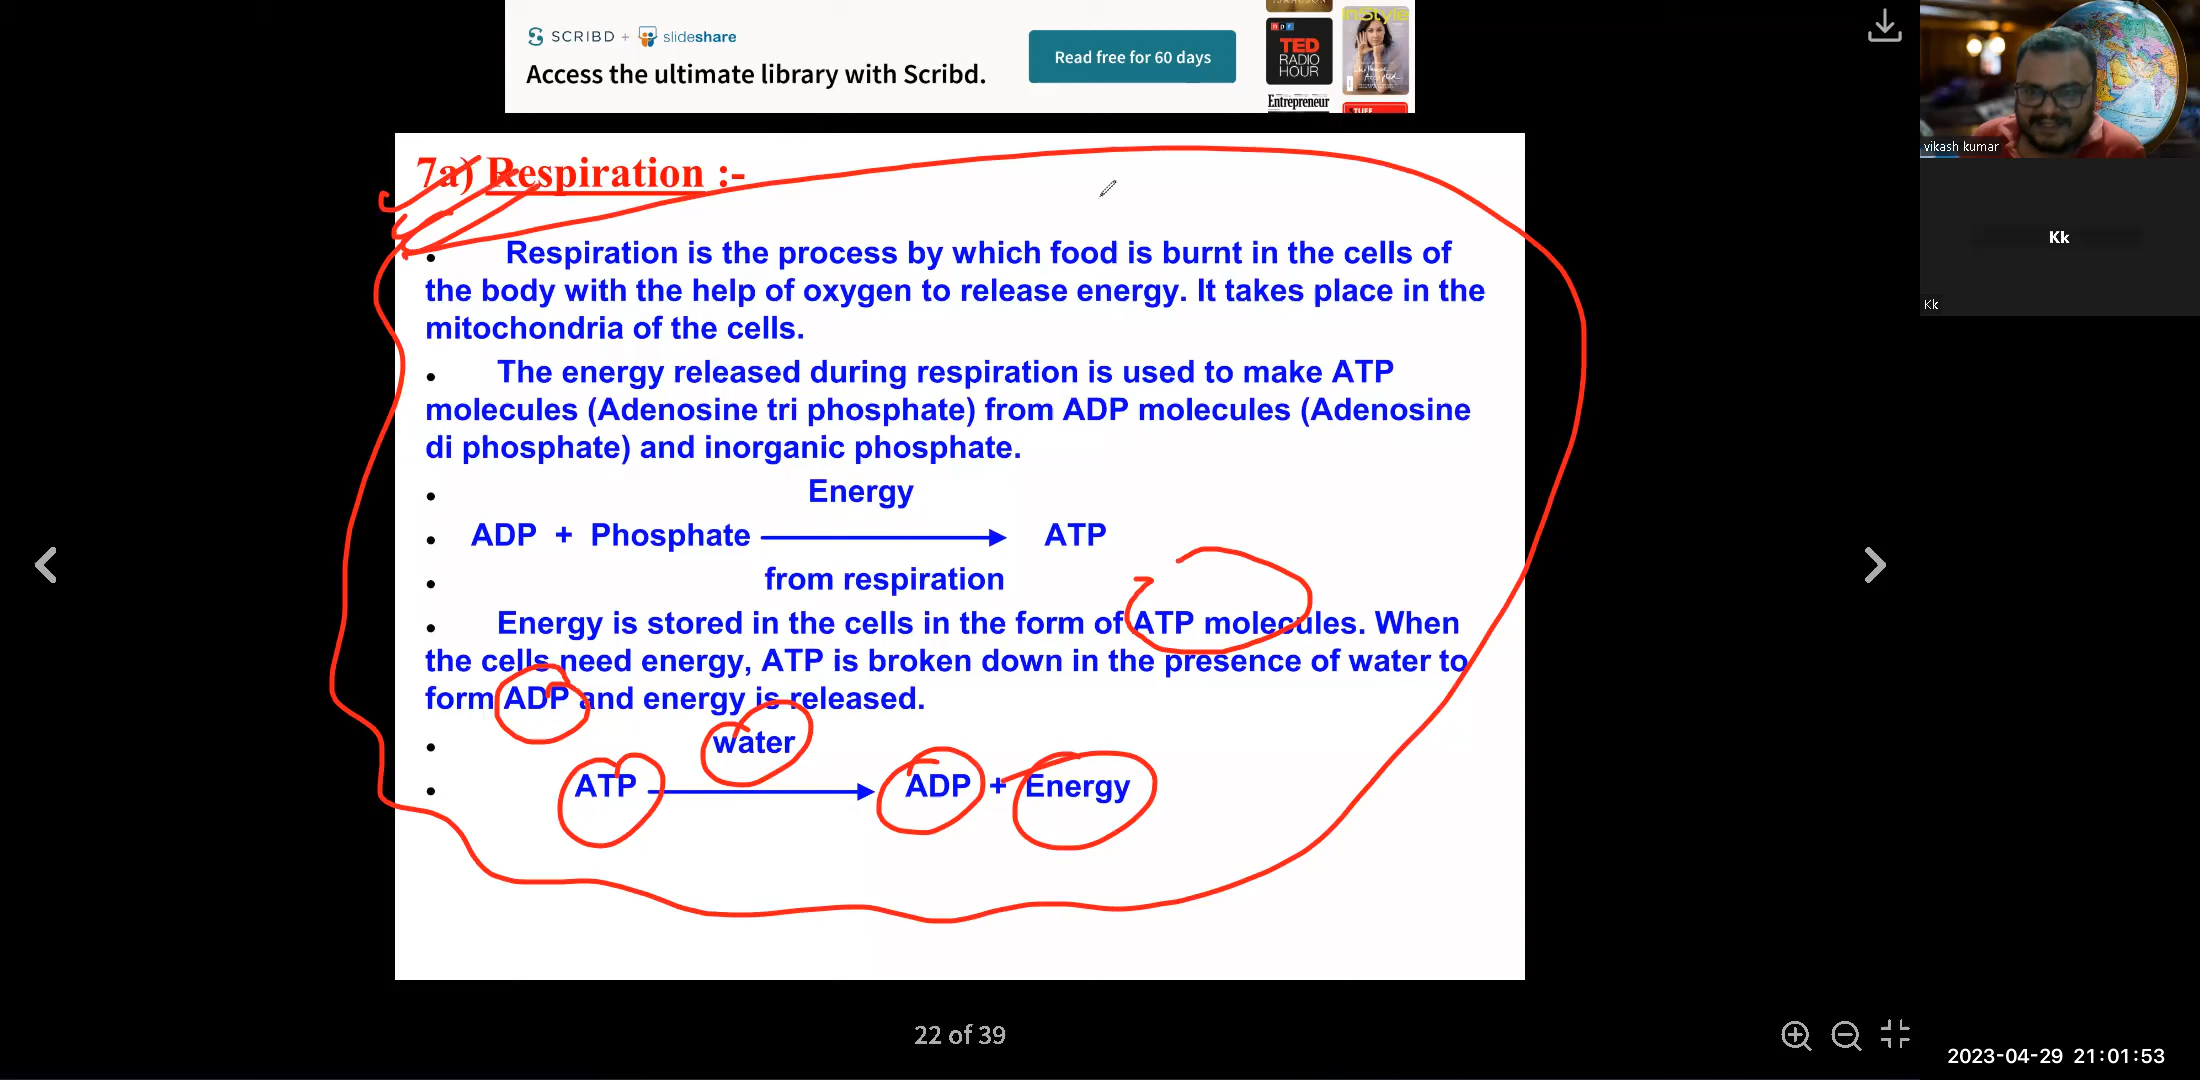 SCRIBD + slideshare
Access the ultimate library with Scribd.
Read free for 60 days
npr
TED
RADIO
HOUR
Entrepreneur
InStyle
vikash kumar
Kk
Kk
7a) Respiration :-
• Respiration is the process by which food is burnt in the cells of
the body with the help of oxygen to release energy. It takes place in the
mitochondria of the cells.
• The energy released during respiration is used to make ATP
molecules (Adenosine tri phosphate) from ADP molecules (Adenosine
di phosphate) and inorganic phosphate.
• Energy
• ADP + Phosphate ATP
• from respiration
• Energy is stored in the cells in the form of ATP molecules. When
the cells need energy, ATP is broken down in the presence of water to
form ADP and energy is released.
• water
• ATP ADP + Energy
22 of 39
2023-04-29 21:01:53